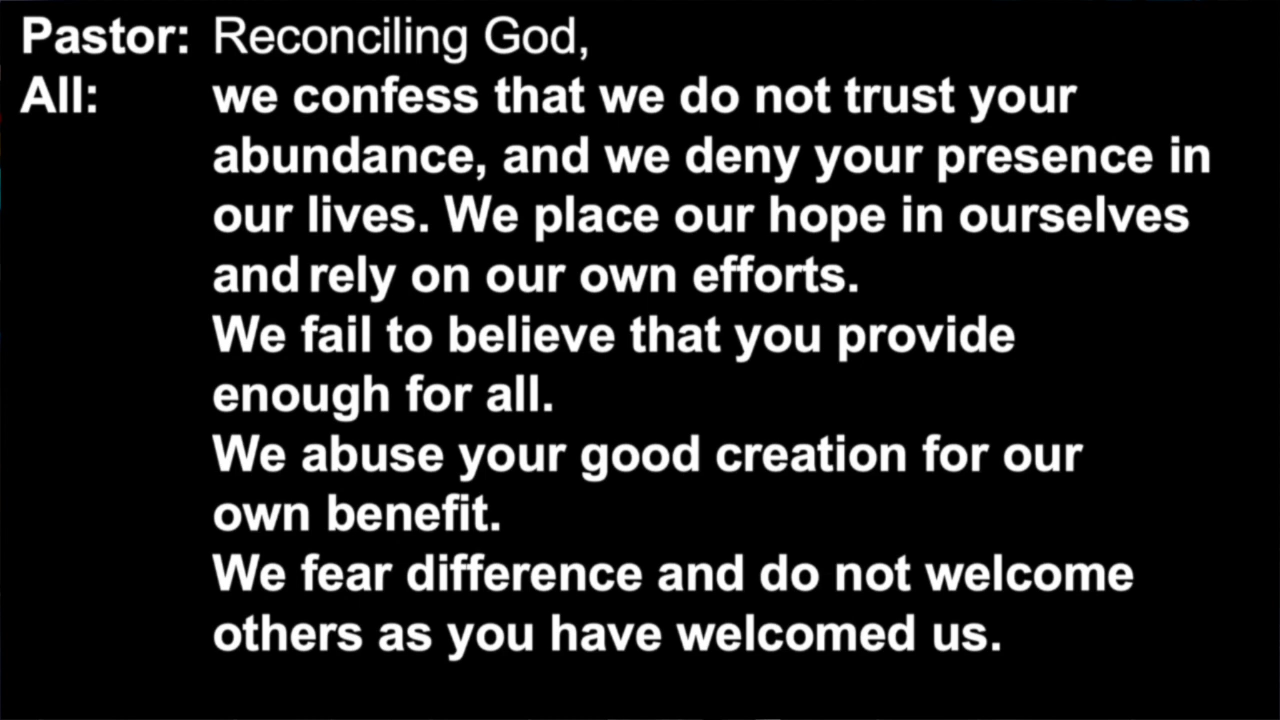 Pastor: Reconciling God,
All: we confess that we do not trust your
abundance, and we deny your presence in
our lives. We place our hope in ourselves
and rely on our own efforts.
We fail to believe that you provide
enough for all.
We abuse your good creation for our
own benefit.
We fear difference and do not welcome
others as you have welcomed us.